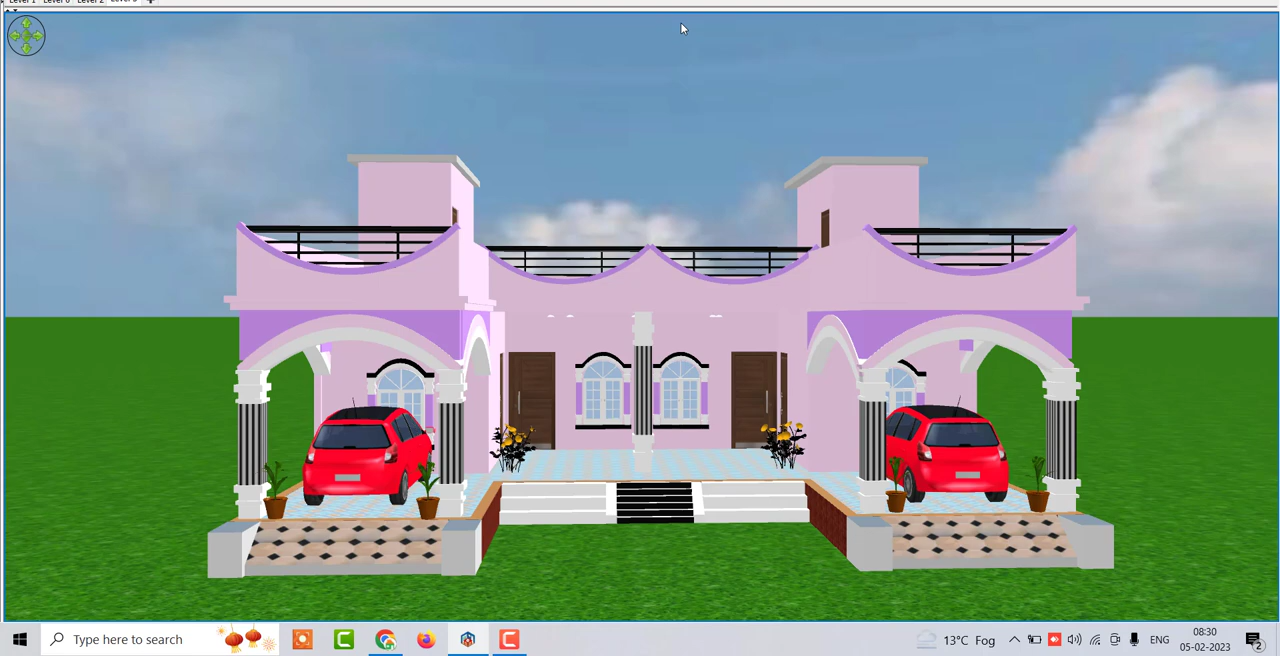 Level 1 Level 0 Level 2
Type here to search
13°C Fog
ENG
08:30
05-02-2023
2